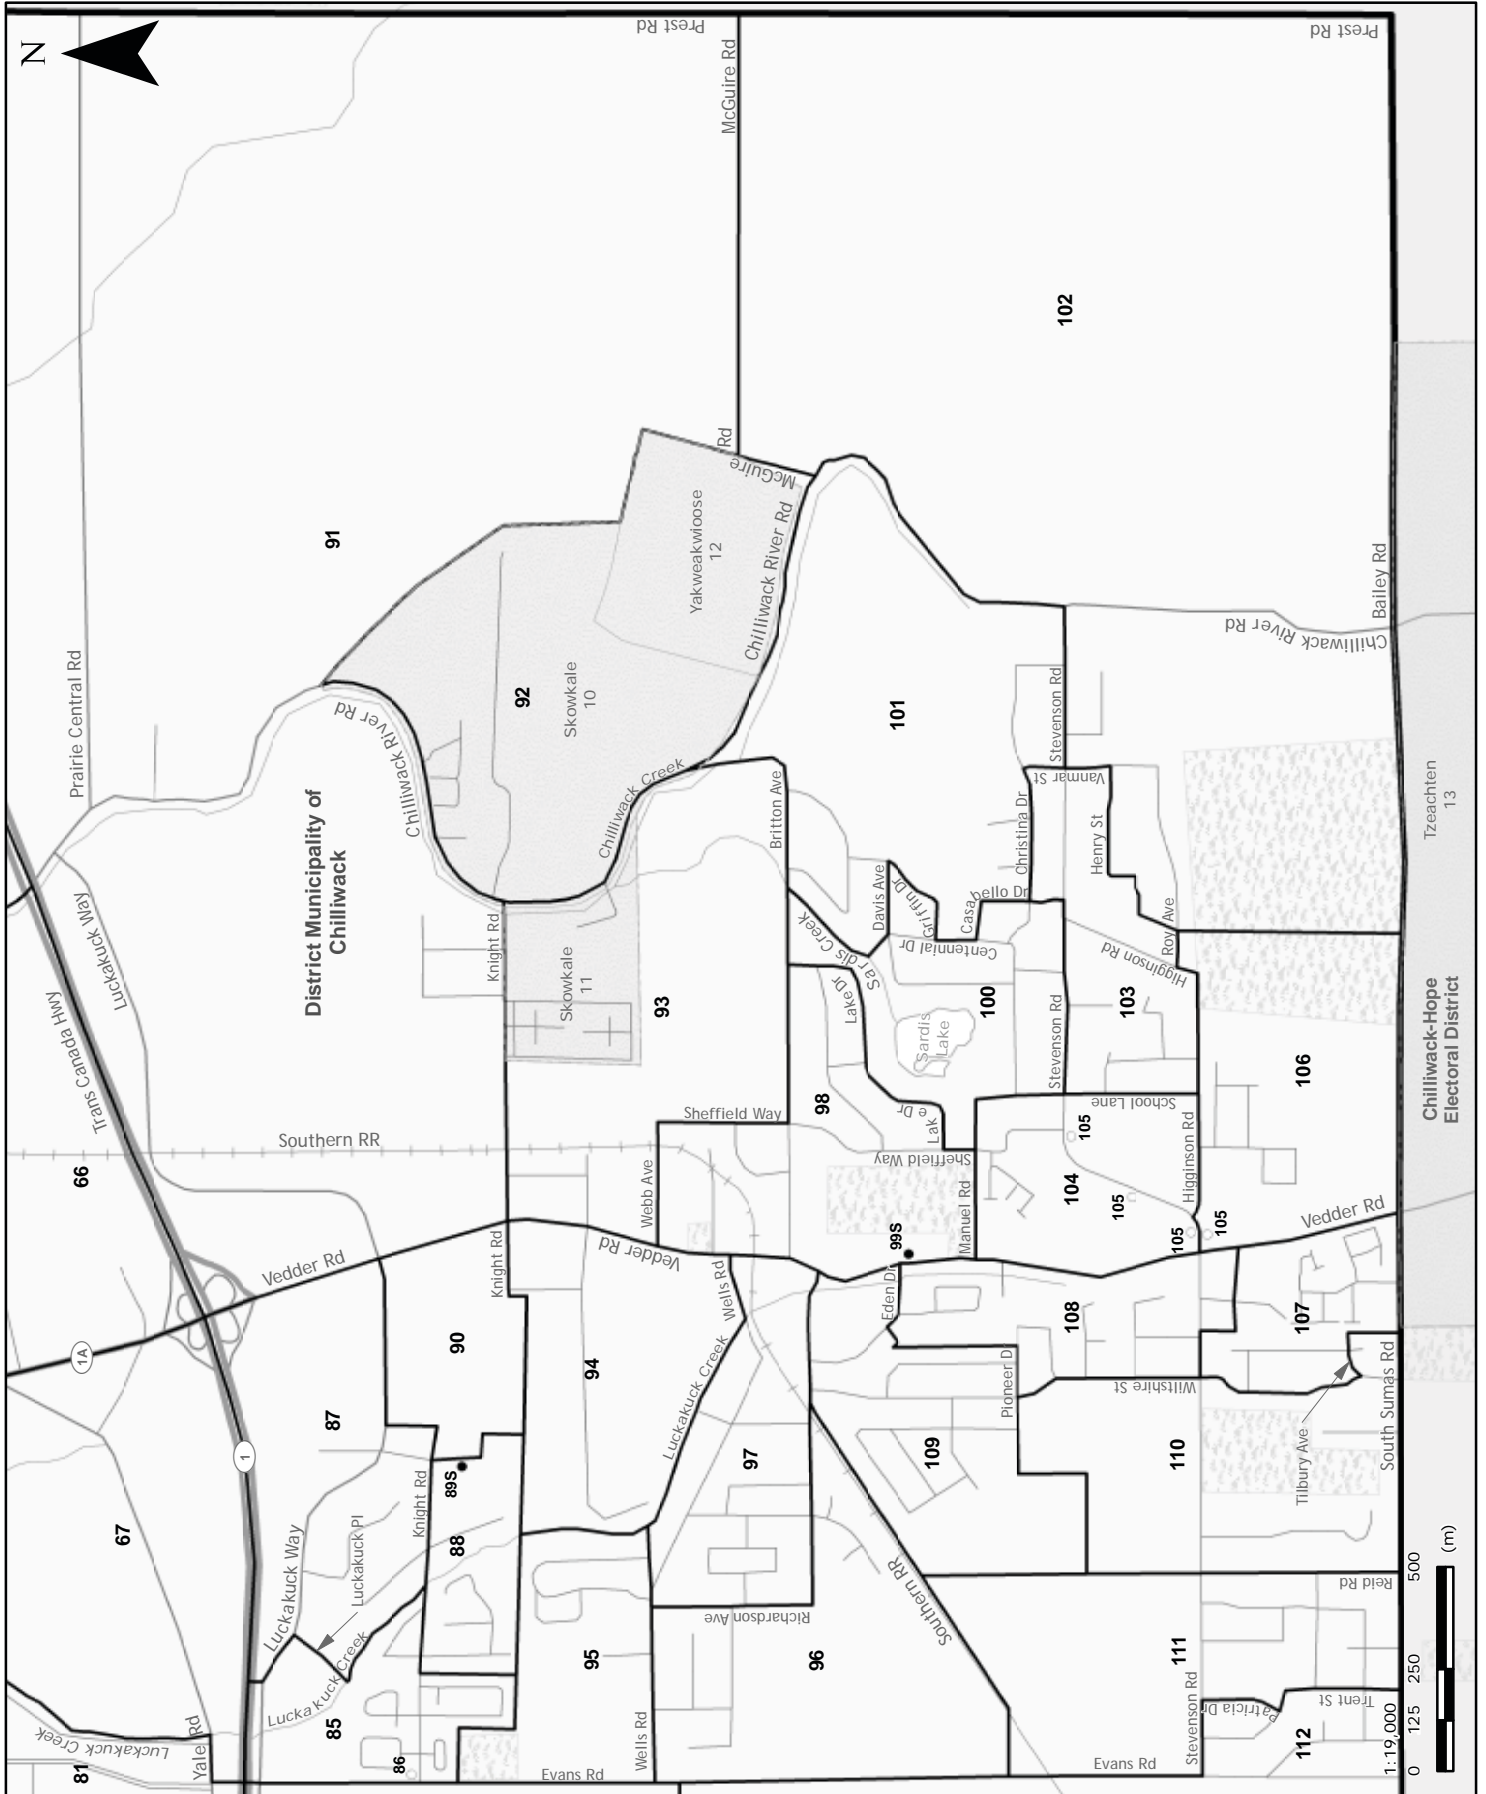 N
Prest Rd
Prest Rd
McGuire Rd
Prairie Central Rd
102
91
McGuire
Rd
Yakweakwioose
12
Chilliwack River Rd
Bailey Rd
Chilliwack River Rd
92
Skowkale
10
Chilliwack River Rd
101
Stevenson Rd
Vanmar St
Chilliwack Creek
Britton Ave
Christina Dr
Henry St
Tzeachten
13
District Municipality of
Chilliwack
Luckakuck Way
Davis Ave
Griffin Dr
Casabello Dr
Roy Ave
Knight Rd
Sardis Creek
Centennial Dr
Higginson Rd
Skowkale
11
93
Lake Dr
100
103
Sardis
Lake
Stevenson Rd
106
Chilliwack-Hope
Electoral District
Trans Canada Hwy
98
Sheffield Way
Lake Dr
School Lane
105
Southern RR
66
Sheffield Way
104
Higginson Rd
Webb Ave
Manuel Rd
105
105
105
Vedder Rd
Vedder Rd
Knight Rd
Vedder Rd
99S
Wells Rd
Eden Dr
1A
90
94
108
107
Luckakuck Creek
Pioneer Dr
Wiltshire St
South Sumas Rd
87
1
97
109
110
Tilbury Ave
67
Knight Rd
89S
88
Luckakuck Way
Luckakuck Pl
Southern RR
Reid Rd
Richardson Ave
95
96
111
Luckakuck Creek
85
86
Stevenson Rd
Patricia Dr
Trent St
112
Luckakuck Creek
Yale Rd
81
Evans Rd
Wells Rd
Evans Rd
1:19,000
0 125 250 500
(m)